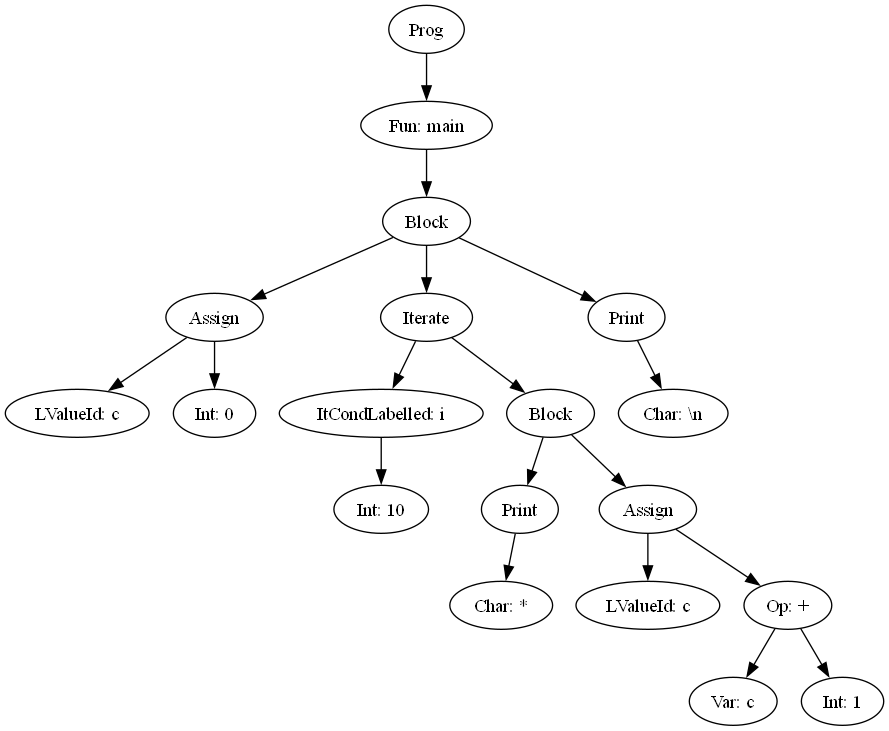 Prog
Fun: main
Block
Assign
Iterate
Print
LValueId: c
Int: 0
ItCondLabelled: i
Block
Char: \n
Int: 10
Print
Assign
Char: *
LValueId: c
Op: +
Var: c
Int: 1